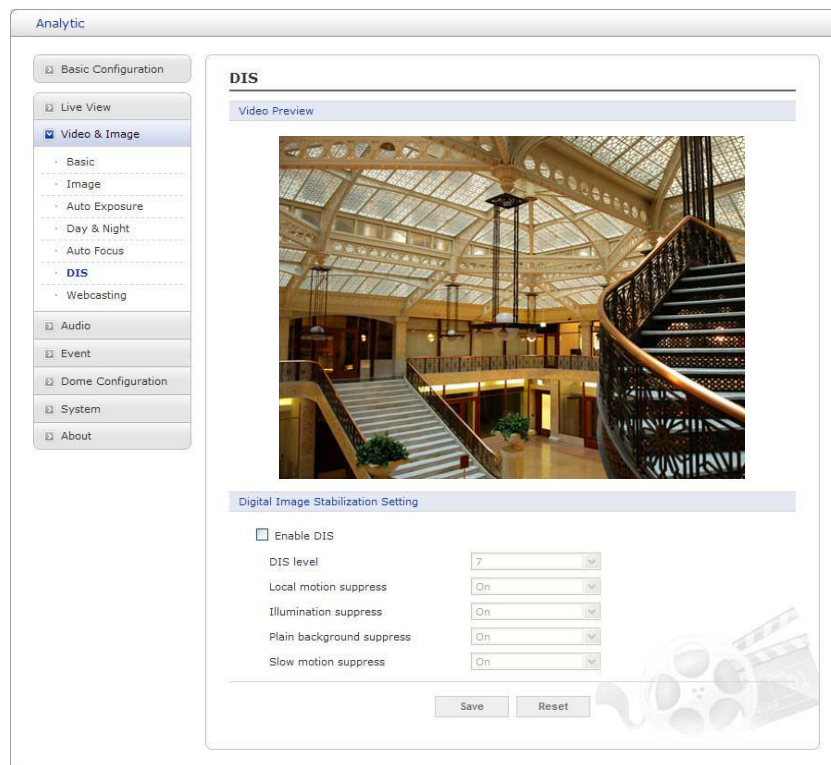 Analytic
Basic Configuration
Live View
Video & Image
Basic
Image
Auto Exposure
Day & Night
Auto Focus
DIS
Webcasting
Audio
Event
Dome Configuration
System
About
DIS
Video Preview
Digital Image Stabilization Setting
Enable DIS
DIS level 7
Local motion suppress On
Illumination suppress On
Plain background suppress On
Slow motion suppress On
Save Reset